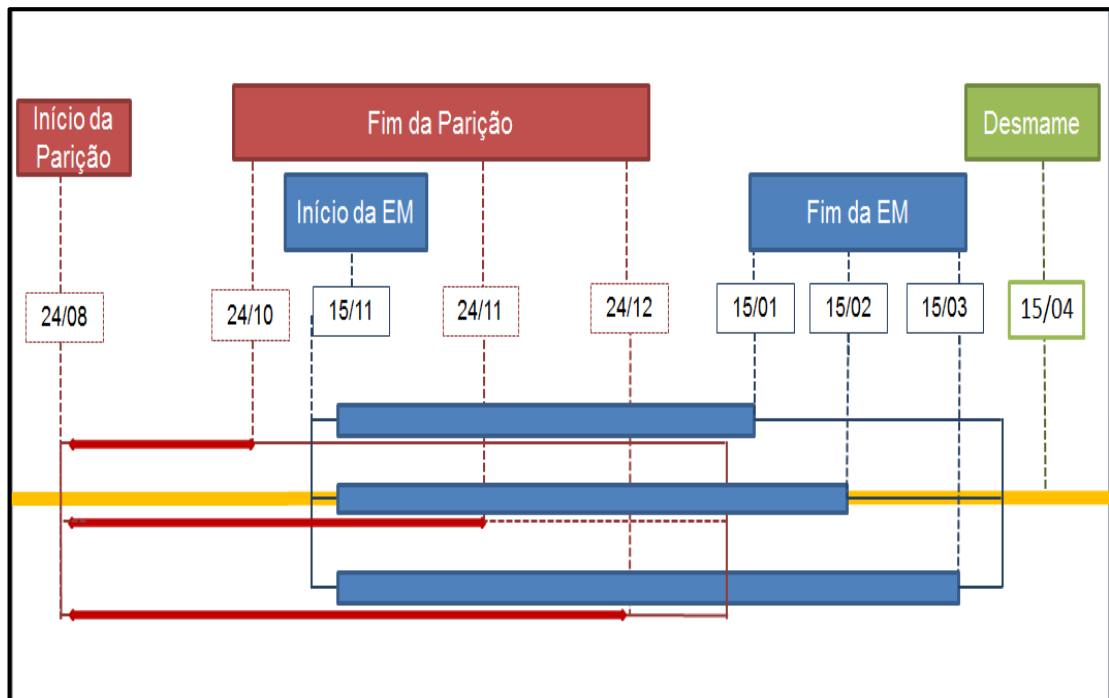 Início da
Parição
Fim da Parição
Desmame
Início da EM
Fim da EM
24/08
24/10
15/11
24/11
24/12
15/01
15/02
15/03
15/04